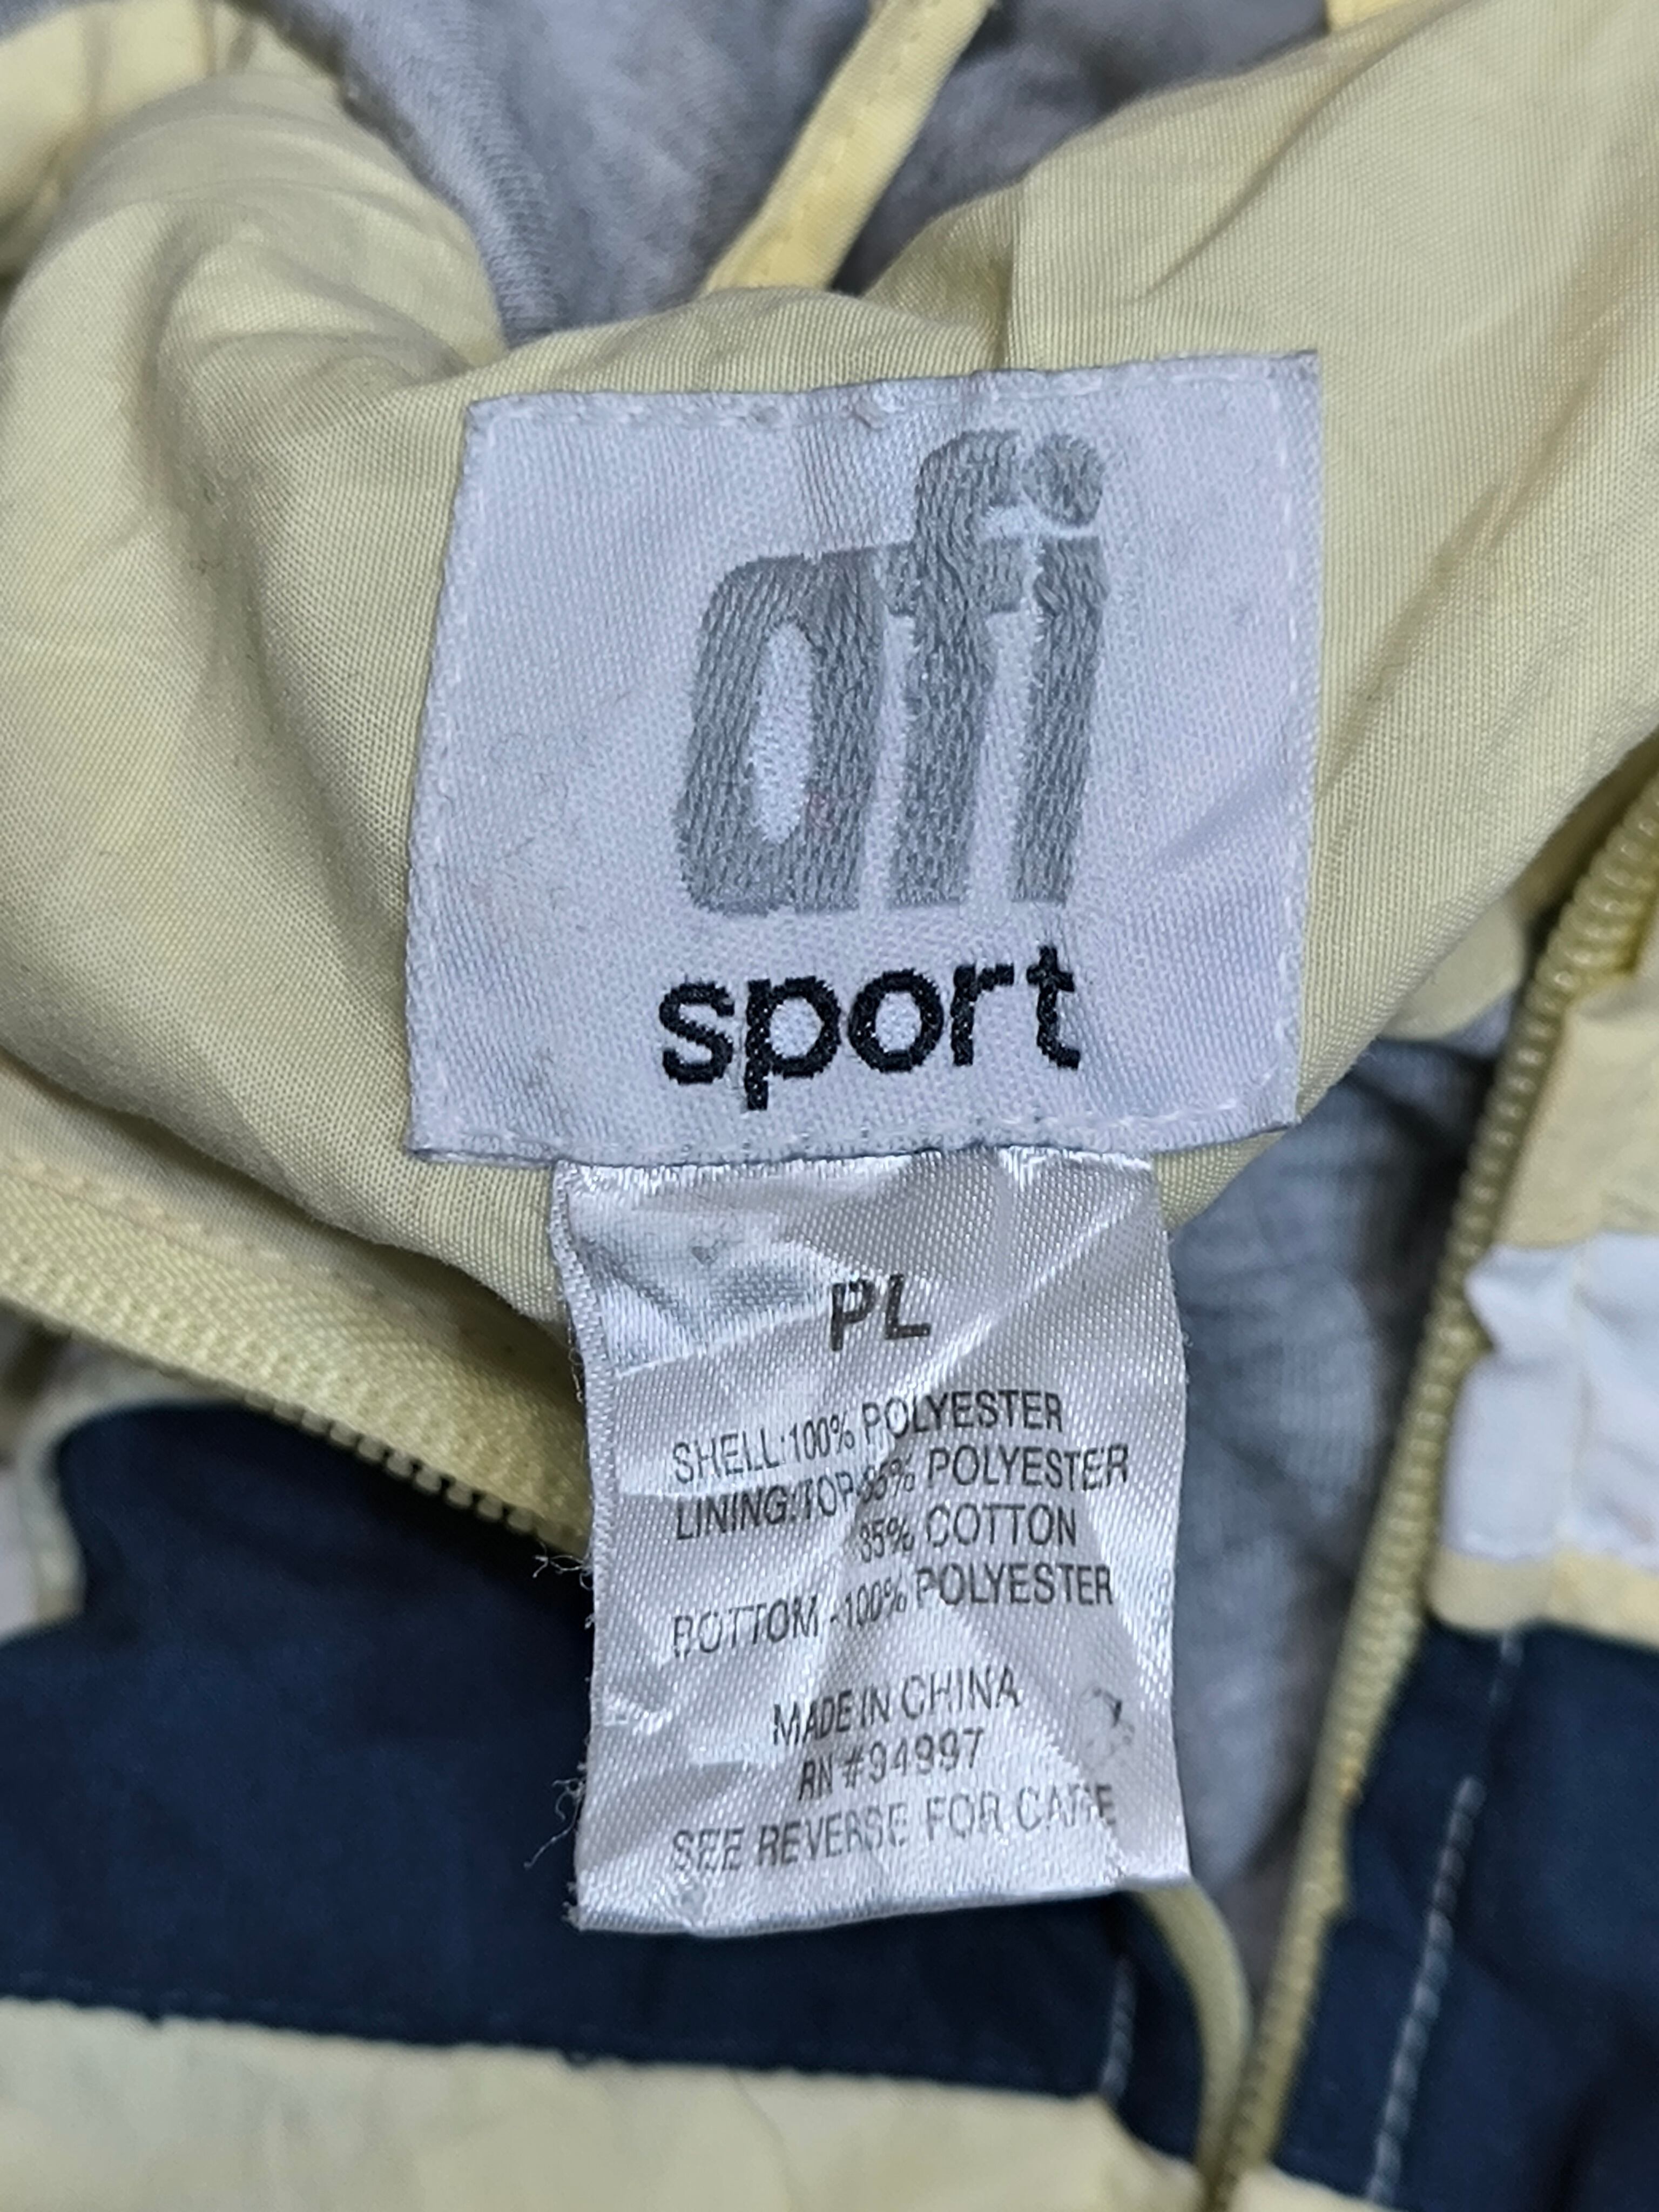 afi
sport
PL
SHELL:100% POLYESTER
LINING:TOP-65% POLYESTER
35% COTTON
BOTTOM -100% POLYESTER
MADE IN CHINA
RN #94997
SEE REVERSE FOR CARE